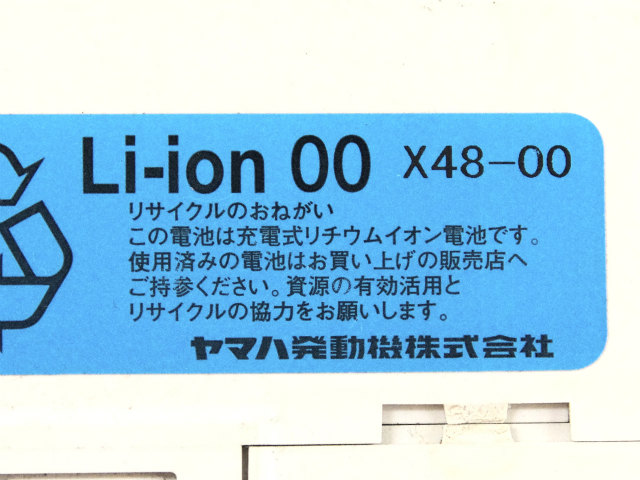 Li-ion 00 X48-00
リサイクルのおねがい
この電池は充電式リチウムイオン電池です。
使用済みの電池はお買い上げの販売店へ
ご持参ください。資源の有効活用と
リサイクルの協力をお願いします。
ヤマハ発動機株式会社